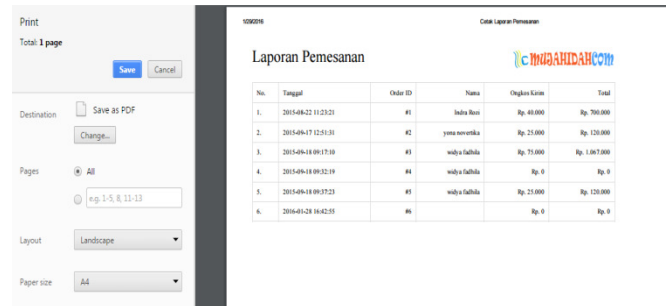 Print
Total: 1 page
Save Cancel
Destination Save as PDF
Change...
Pages All
e.g. 1-5, 8, 11-13
Layout Landscape
Paper size A4
1/29/2016 Cetak Laporan Pemesanan
Laporan Pemesanan MUJAHIDAHCOM
No. Tanggal Order ID Nama Ongkos Kirim Total
1. 2015-08-22 11:23:21 #1 Indra Rozi Rp. 40.000 Rp. 700.000
2. 2015-09-17 12:51:31 #2 yona novertika Rp. 25.000 Rp. 120.000
3. 2015-09-18 09:17:10 #3 widya fadhila Rp. 75.000 Rp. 1.067.000
4. 2015-09-18 09:32:19 #4 widya fadhila Rp. 0 Rp. 0
5. 2015-09-18 09:37:23 #5 widya fadhila Rp. 25.000 Rp. 120.000
6. 2016-01-28 16:42:55 #6 Rp. 0 Rp. 0